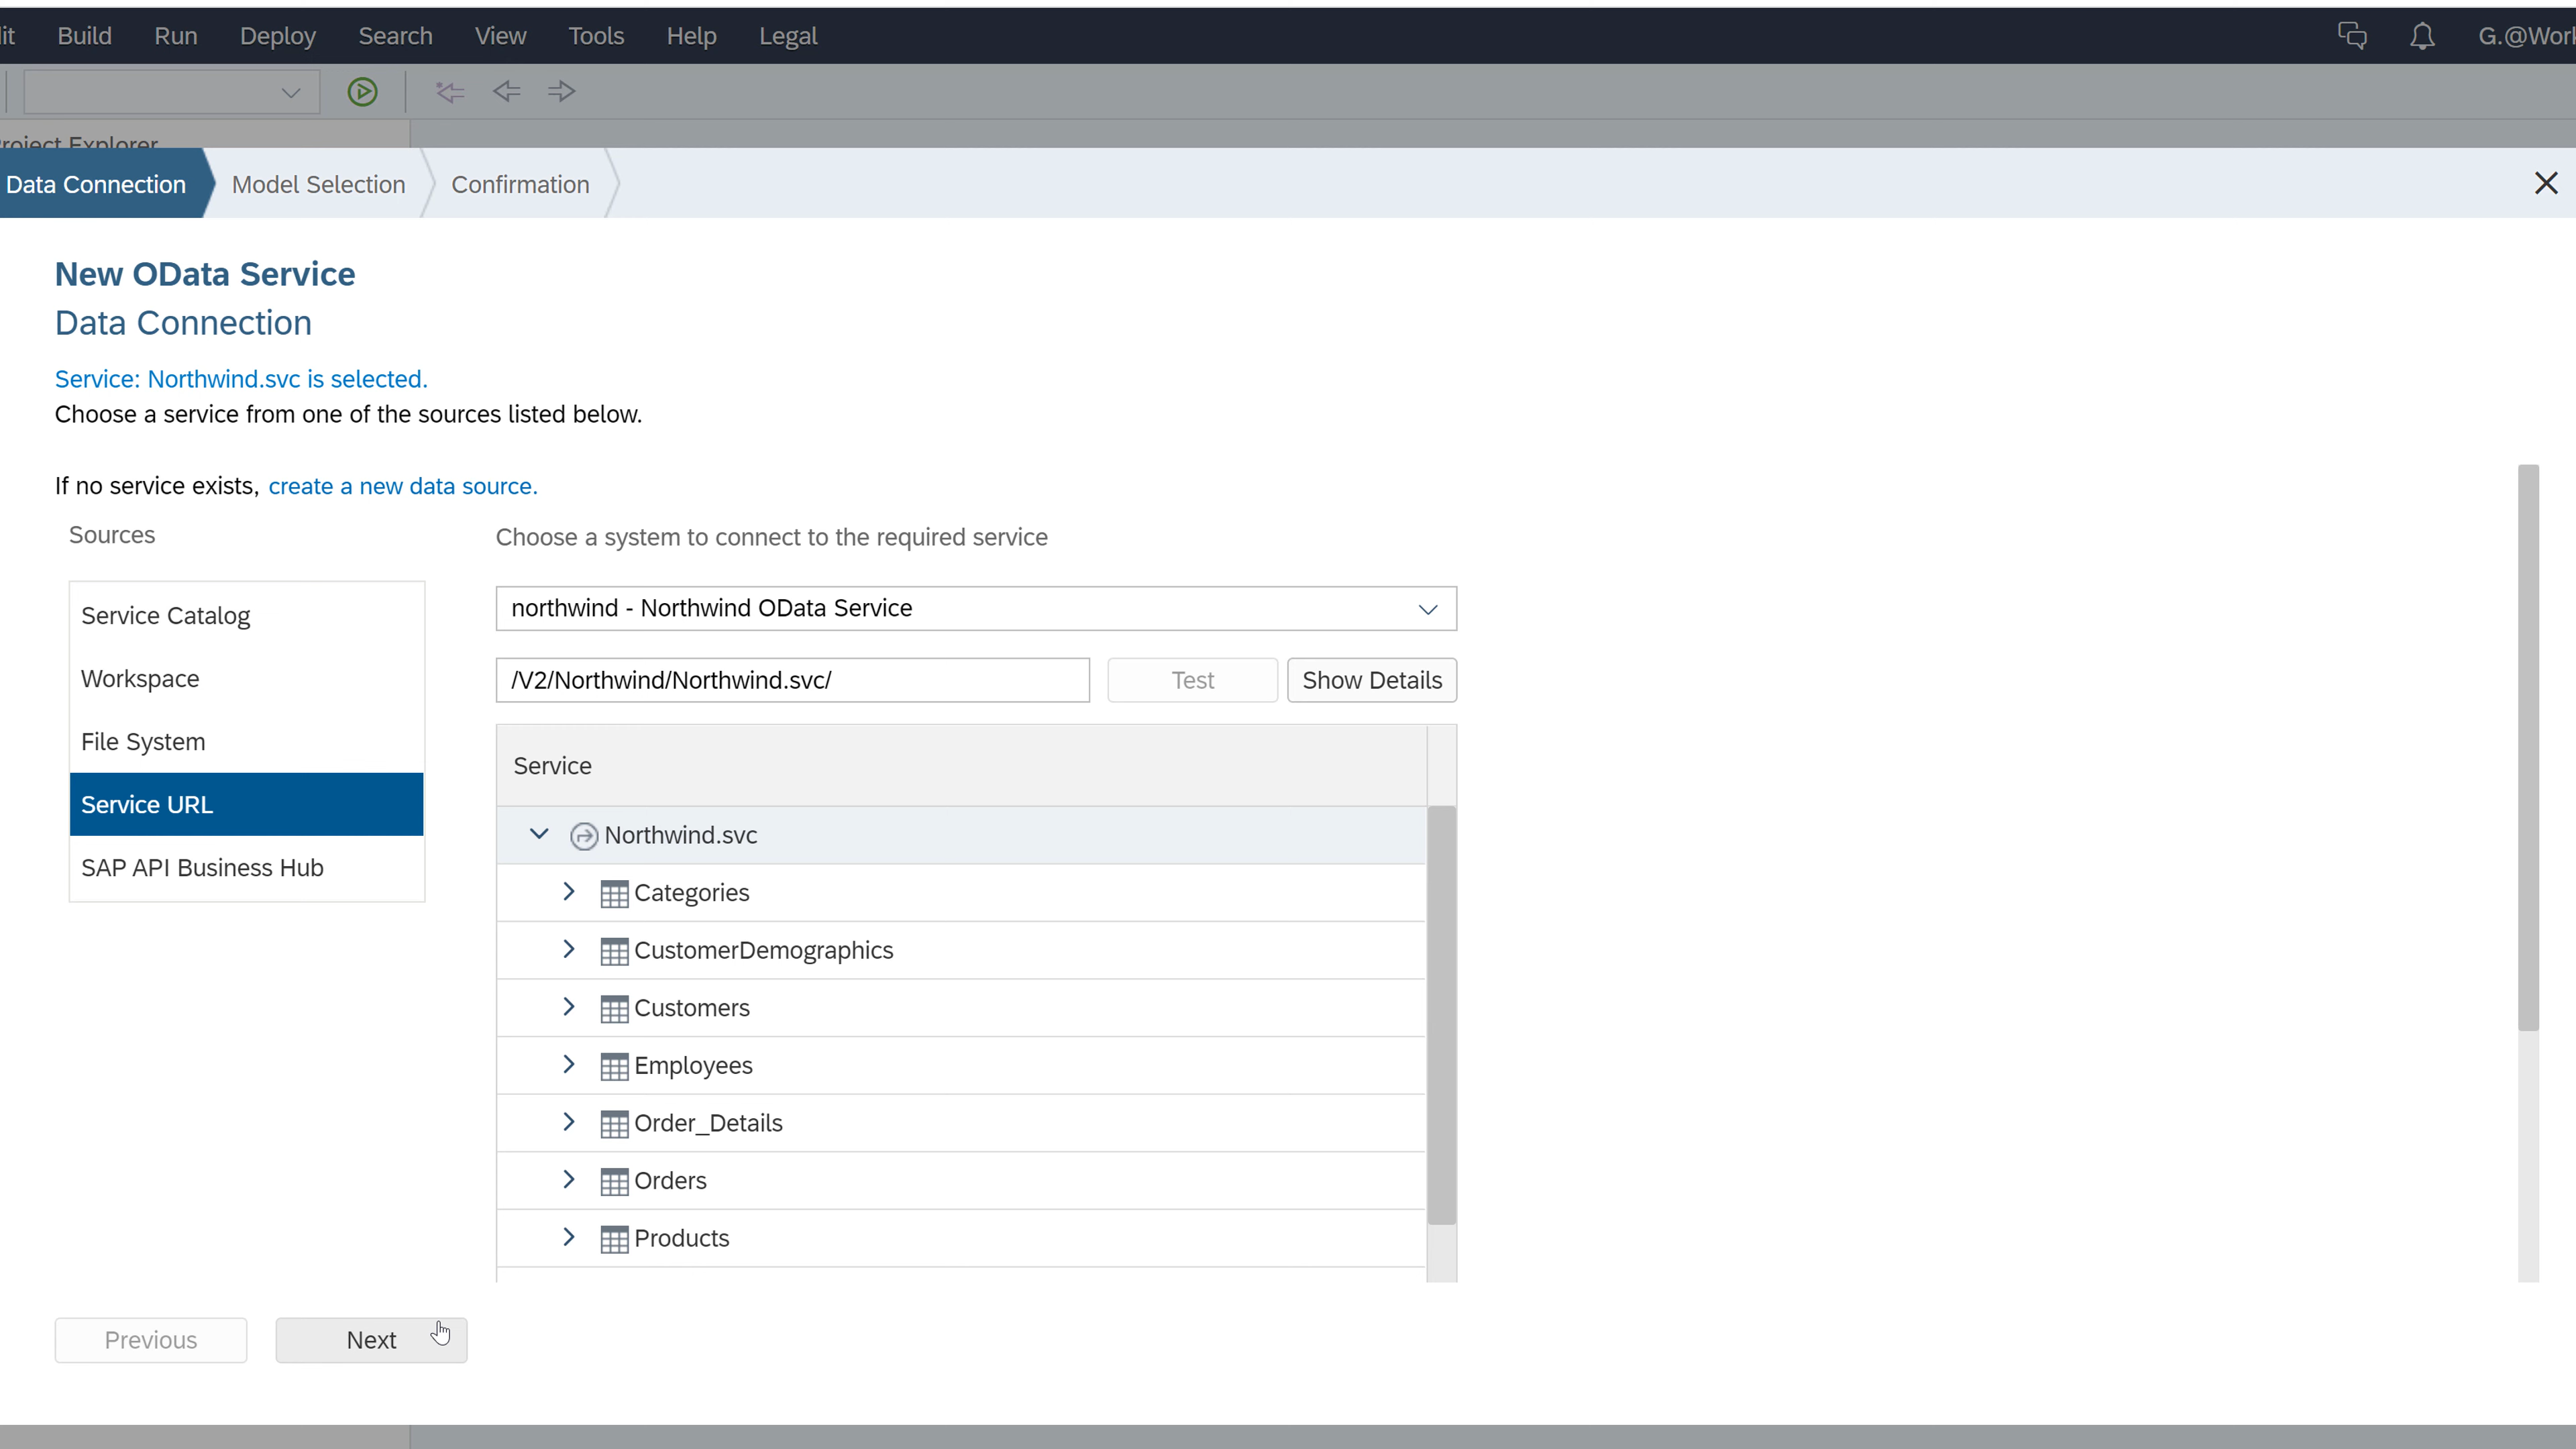 it Build Run Deploy Search View Tools Help Legal G.@Work
Project Explorer
Data Connection Model Selection Confirmation
New OData Service
Data Connection
Service: Northwind.svc is selected.
Choose a service from one of the sources listed below.
If no service exists, create a new data source.
Sources
Service Catalog
Workspace
File System
Service URL
SAP API Business Hub
Choose a system to connect to the required service
northwind - Northwind OData Service
/V2/Northwind/Northwind.svc/ Test Show Details
Service
Northwind.svc
Categories
CustomerDemographics
Customers
Employees
Order_Details
Orders
Products
Previous Next